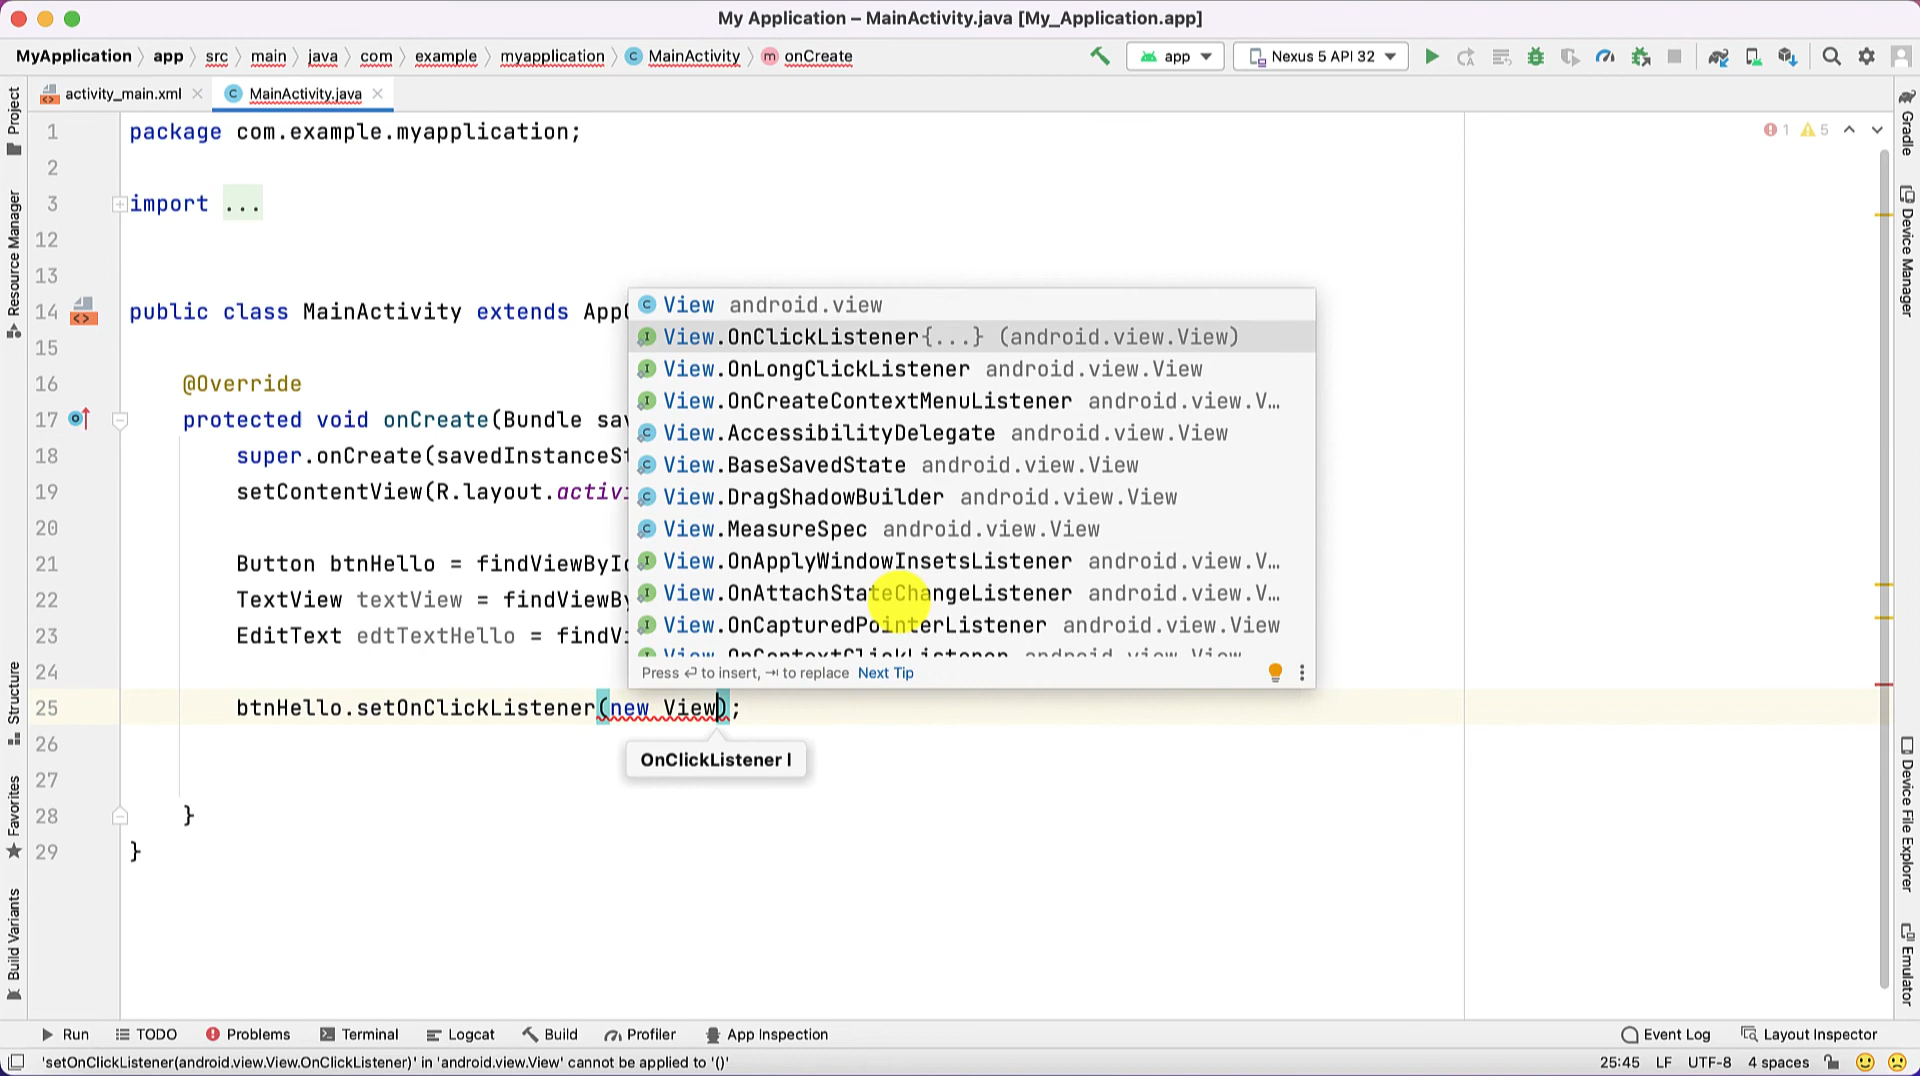 My Application – MainActivity.java [My_Application.app]
MyApplication app src main java com example myapplication MainActivity onCreate app Nexus 5 API 32
activity_main.xml MainActivity.java
Project
Resource Manager
Structure
Favorites
Build Variants
1 package com.example.myapplication;
2
3 import ...
12
13
14 public class MainActivity extends App
15
16 @Override
17 protected void onCreate(Bundle sav
18 super.onCreate(savedInstanceSt
19 setContentView(R.layout.activi
20
21 Button btnHello = findViewById
22 TextView textView = findViewBy
23 EditText edtTextHello = findVi
24
25 btnHello.setOnClickListener(new View);
26
27
28 }
29 }
1 5
View android.view
View.OnClickListener{...} (android.view.View)
View.OnLongClickListener android.view.View
View.OnCreateContextMenuListener android.view.V…
View.AccessibilityDelegate android.view.View
View.BaseSavedState android.view.View
View.DragShadowBuilder android.view.View
View.MeasureSpec android.view.View
View.OnApplyWindowInsetsListener android.view.V…
View.OnAttachStateChangeListener android.view.V…
View.OnCapturedPointerListener android.view.View
View.OnContextClickListener android.view.View
Press ↩ to insert, ⇥ to replace Next Tip
OnClickListener l
Gradle
Device Manager
Device File Explorer
Emulator
Run TODO Problems Terminal Logcat Build Profiler App Inspection Event Log Layout Inspector
'setOnClickListener(android.view.View.OnClickListener)' in 'android.view.View' cannot be applied to '()' 25:45 LF UTF-8 4 spaces